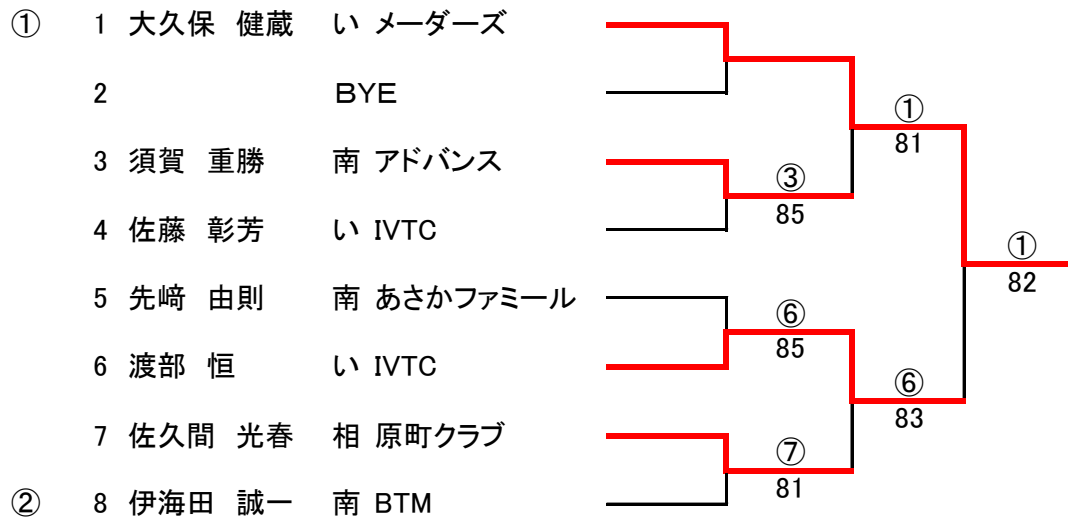 ① 1 大久保 健蔵 い メーダーズ
2 BYE
①
81
3 須賀 重勝 南 アドバンス
③
85
4 佐藤 彰芳 い IVTC
①
82
5 先﨑 由則 南 あさかファミール
⑥
85
6 渡部 恒 い IVTC
⑥
83
7 佐久間 光春 相 原町クラブ
⑦
81
② 8 伊海田 誠一 南 BTM